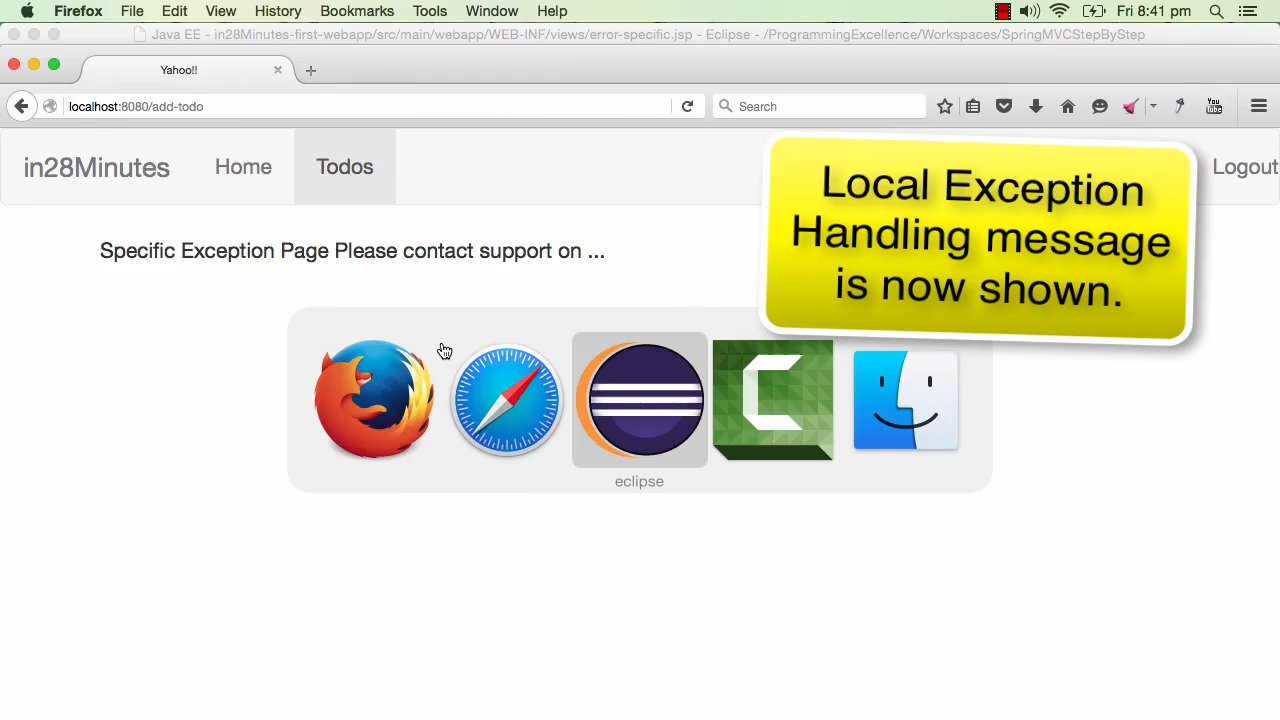 Firefox File Edit View History Bookmarks Tools Window Help Fri 8:41 pm
Java EE - in28Minutes-first-webapp/src/main/webapp/WEB-INF/views/error-specific.jsp - Eclipse - /ProgrammingExcellence/Workspaces/SpringMVCStepByStep
Yahoo!!
localhost:8080/add-todo
Search
You
Tube
in28Minutes Home Todos Logout
Local Exception
Handling message
is now shown.
Specific Exception Page Please contact support on ...
eclipse